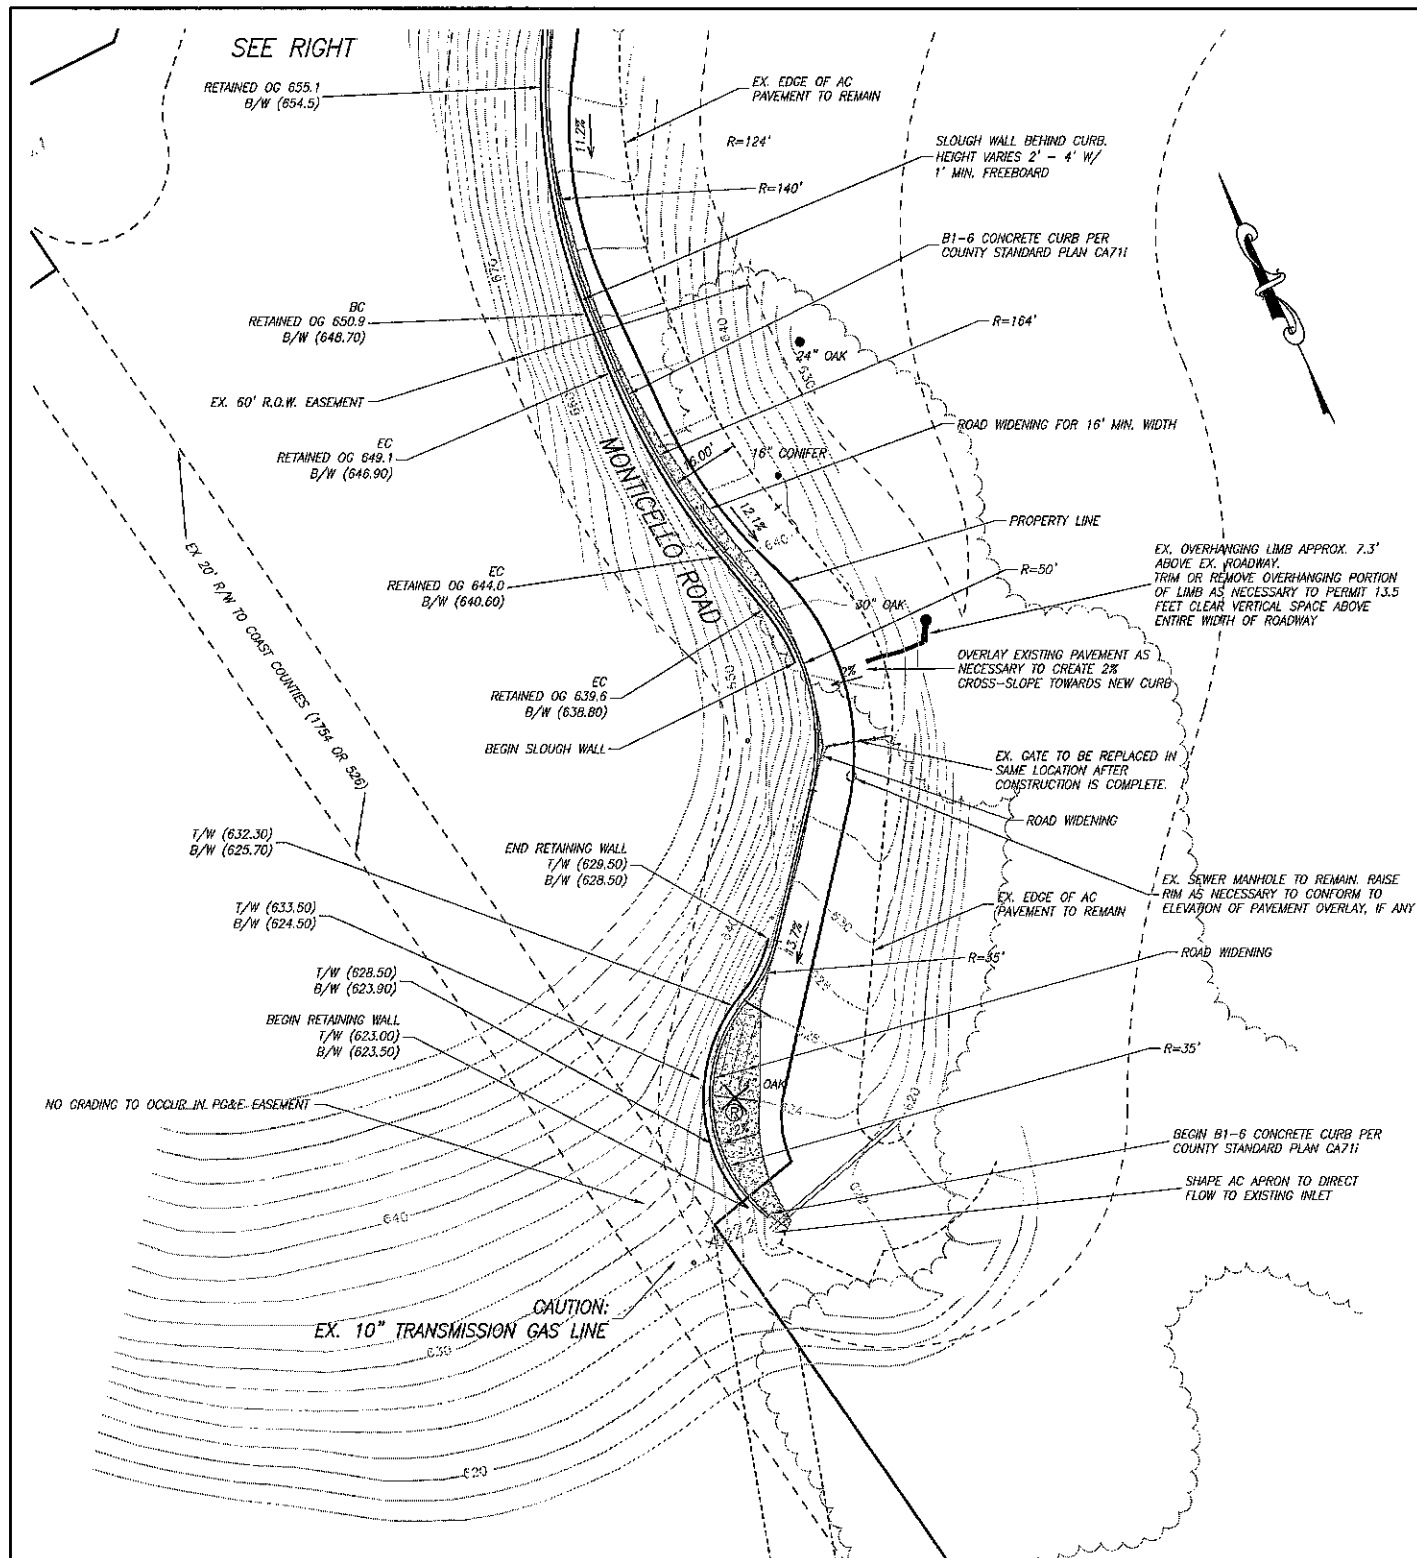 SEE RIGHT
RETAINED OG 655.1
B/W (654.5)
EX. EDGE OF AC
PAVEMENT TO REMAIN
11.2%
R=124'
SLOUGH WALL BEHIND CURB.
HEIGHT VARIES 2' - 4' W/
1' MIN. FREEBOARD
R=140'
B1-6 CONCRETE CURB PER
COUNTY STANDARD PLAN CA71i
670
BC
RETAINED OG 650.9
B/W (648.70)
R=164'
640
24" OAK
630
EX. 60' R.O.W. EASEMENT
660
ROAD WIDENING FOR 16' MIN. WIDTH
EC
RETAINED OG 649.1
B/W (646.90)
MONTICELLO ROAD
16.00'
16" CONIFER
12.1%
640
PROPERTY LINE
EX 20' R/W TO COAST COUNTIES (1754 OR 526)
EX. OVERHANGING LIMB APPROX. 7.3'
ABOVE EX. ROADWAY.
TRIM OR REMOVE OVERHANGING PORTION
OF LIMB AS NECESSARY TO PERMIT 13.5
FEET CLEAR VERTICAL SPACE ABOVE
ENTIRE WIDTH OF ROADWAY
R=50'
EC
RETAINED OG 644.0
B/W (640.60)
30" OAK
OVERLAY EXISTING PAVEMENT AS
NECESSARY TO CREATE 2%
CROSS-SLOPE TOWARDS NEW CURB
2%
650
EC
RETAINED OG 639.6
B/W (638.80)
BEGIN SLOUGH WALL
EX. GATE TO BE REPLACED IN
SAME LOCATION AFTER
CONSTRUCTION IS COMPLETE.
ROAD WIDENING
T/W (632.30)
B/W (625.70)
END RETAINING WALL
T/W (629.50)
B/W (628.50)
EX. SEWER MANHOLE TO REMAIN. RAISE
RIM AS NECESSARY TO CONFORM TO
ELEVATION OF PAVEMENT OVERLAY, IF ANY
EX. EDGE OF AC
PAVEMENT TO REMAIN
T/W (633.50)
B/W (624.50)
630
13.7%
ROAD WIDENING
R=35'
T/W (628.50)
B/W (623.90)
628
BEGIN RETAINING WALL
T/W (623.00)
B/W (623.50)
R=35'
OAK
R
624
620
NO GRADING TO OCCUR IN PG&E EASEMENT
BEGIN B1-6 CONCRETE CURB PER
COUNTY STANDARD PLAN CA71i
SHAPE AC APRON TO DIRECT
FLOW TO EXISTING INLET
640
CAUTION:
EX. 10" TRANSMISSION GAS LINE
630
620